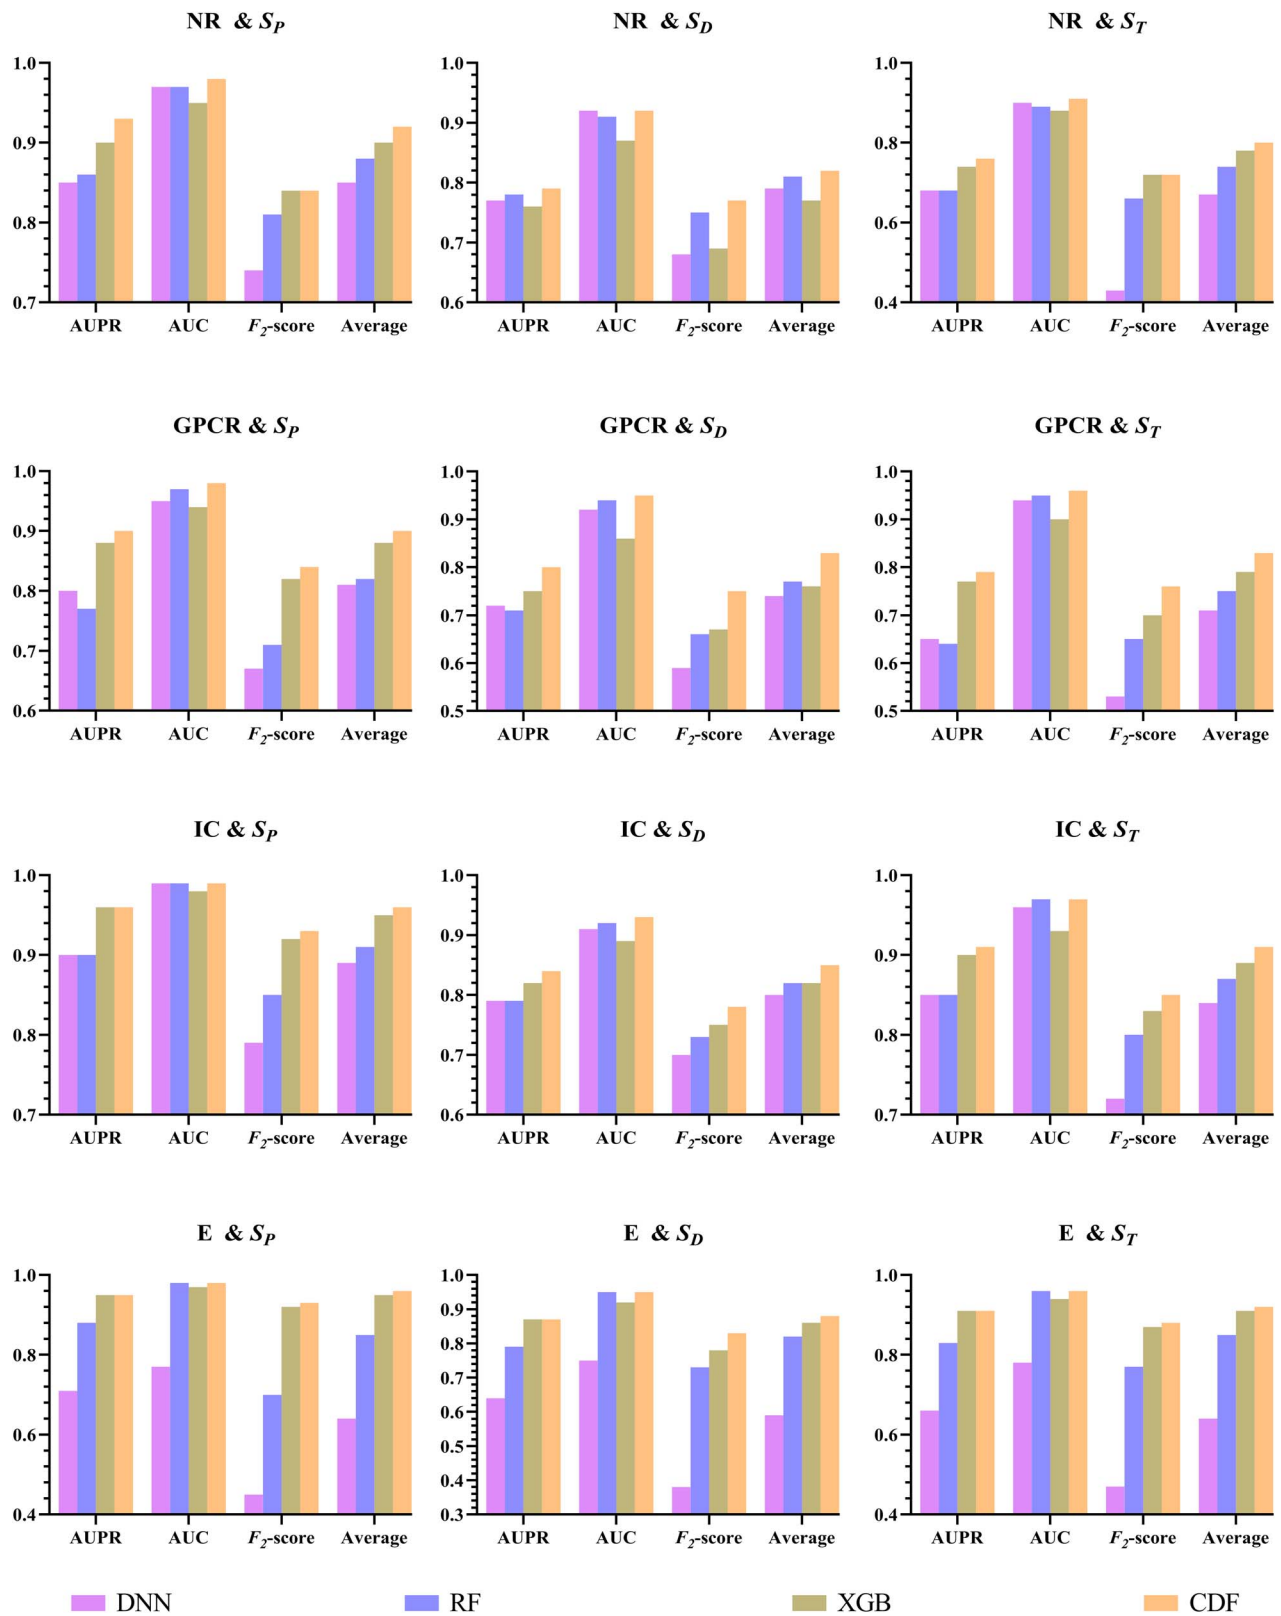 NR & S_P
NR & S_D
NR & S_T
1.0
0.9
0.8
0.7
AUPR AUC F_2-score Average
1.0
0.9
0.8
0.7
0.6
AUPR AUC F_2-score Average
1.0
0.8
0.6
0.4
AUPR AUC F_2-score Average
GPCR & S_P
GPCR & S_D
GPCR & S_T
1.0
0.9
0.8
0.7
0.6
AUPR AUC F_2-score Average
1.0
0.9
0.8
0.7
0.6
0.5
AUPR AUC F_2-score Average
1.0
0.9
0.8
0.7
0.6
0.5
AUPR AUC F_2-score Average
IC & S_P
IC & S_D
IC & S_T
1.0
0.9
0.8
0.7
AUPR AUC F_2-score Average
1.0
0.9
0.8
0.7
0.6
AUPR AUC F_2-score Average
1.0
0.9
0.8
0.7
AUPR AUC F_2-score Average
E & S_P
E & S_D
E & S_T
1.0
0.8
0.6
0.4
AUPR AUC F_2-score Average
1.0
0.9
0.8
0.7
0.6
0.5
0.4
0.3
AUPR AUC F_2-score Average
1.0
0.8
0.6
0.4
AUPR AUC F_2-score Average
DNN RF XGB CDF